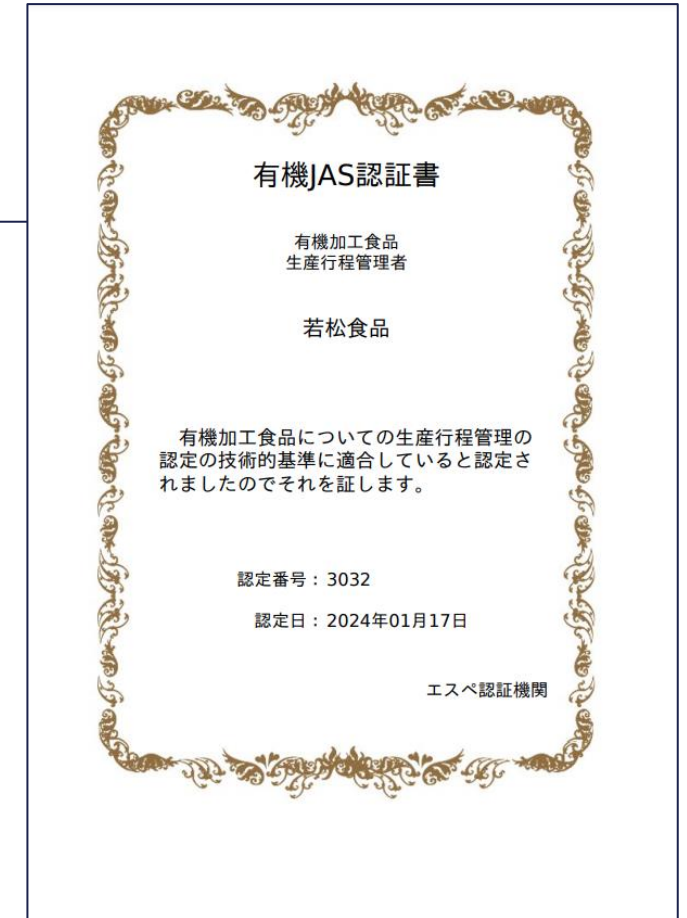 有機JAS認証書
有機加工食品
生産行程管理者
若松食品
　有機加工食品についての生産行程管理の
認定の技術的基準に適合していると認定さ
れましたのでそれを証します。
認定番号：3032
認定日：2024年01月17日
エスペ認証機関